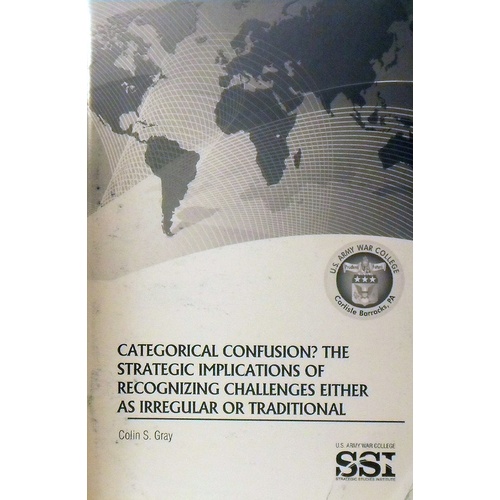 U.S. ARMY WAR COLLEGE
Carlisle Barracks, PA
CATEGORICAL CONFUSION? THE
STRATEGIC IMPLICATIONS OF
RECOGNIZING CHALLENGES EITHER
AS IRREGULAR OR TRADITIONAL
Colin S. Gray
U.S. ARMY WAR COLLEGE
SSI
STRATEGIC STUDIES INSTITUTE